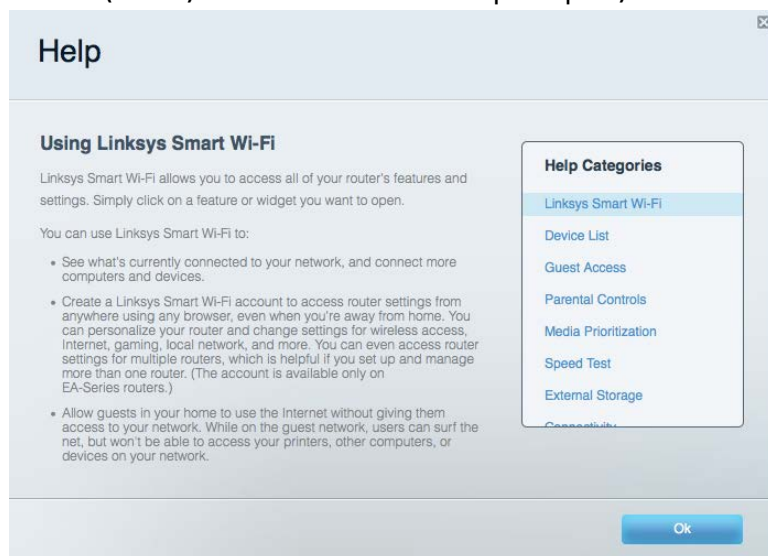 Help
Using Linksys Smart Wi-Fi
Linksys Smart Wi-Fi allows you to access all of your router's features and
settings. Simply click on a feature or widget you want to open.
You can use Linksys Smart Wi-Fi to:
• See what's currently connected to your network, and connect more
computers and devices.
• Create a Linksys Smart Wi-Fi account to access router settings from
anywhere using any browser, even when you're away from home. You
can personalize your router and change settings for wireless access,
Internet, gaming, local network, and more. You can even access router
settings for multiple routers, which is helpful if you set up and manage
more than one router. (The account is available only on
EA-Series routers.)
• Allow guests in your home to use the Internet without giving them
access to your network. While on the guest network, users can surf the
net, but won't be able to access your printers, other computers, or
devices on your network.
Help Categories
Linksys Smart Wi-Fi
Device List
Guest Access
Parental Controls
Media Prioritization
Speed Test
External Storage
Connectivity
Ok